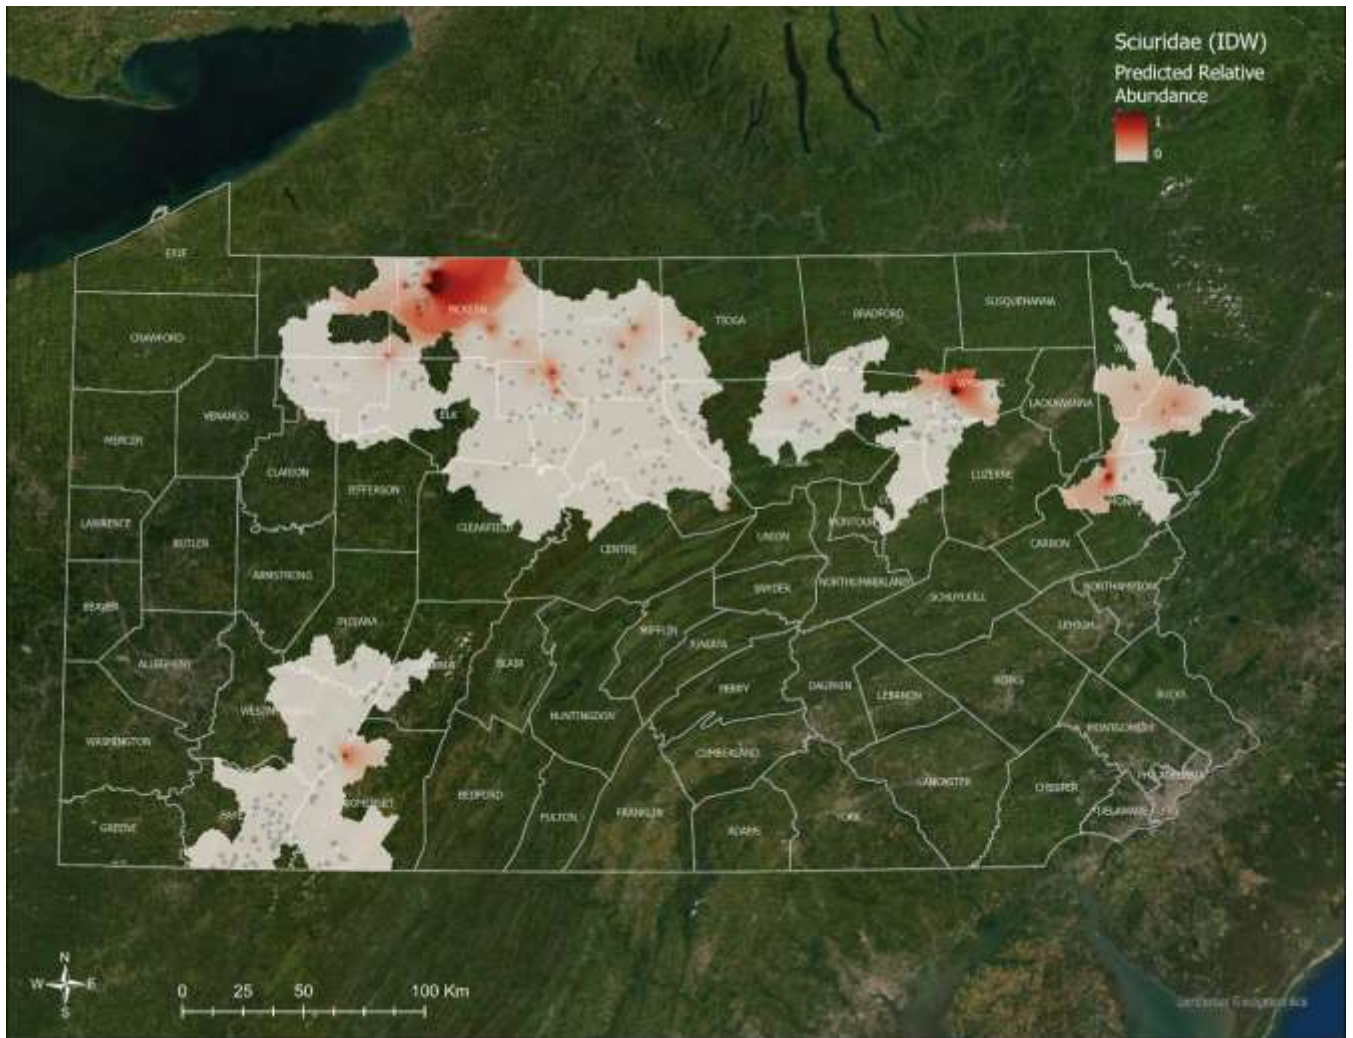 Sciuridae (IDW)
Predicted Relative
Abundance
1
0
ERIE
CRAWFORD
MCKEAN
TIOGA
BRADFORD
SUSQUEHANNA
WYOMING
LACKAWANNA
VENANGO
ELK
MERCER
CLARION
JEFFERSON
LUZERNE
LAWRENCE
BUTLER
CLEARFIELD
CENTRE
UNION
MONTOUR
CARBON
ARMSTRONG
SNYDER
NORTHUMBERLAND
SCHUYLKILL
NORTHAMPTON
BEAVER
INDIANA
MIFFLIN
JUNIATA
LEHIGH
ALLEGHENY
BLAIR
PERRY
DAUPHIN
LEBANON
BERKS
BUCKS
HUNTINGDON
WASHINGTON
CUMBERLAND
MONTGOMERY
LANCASTER
CHESTER
PHILADELPHIA
BEDFORD
SOMERSET
FULTON
FRANKLIN
ADAMS
YORK
DELAWARE
GREENE
N
W E
S
0 25 50 100 Km